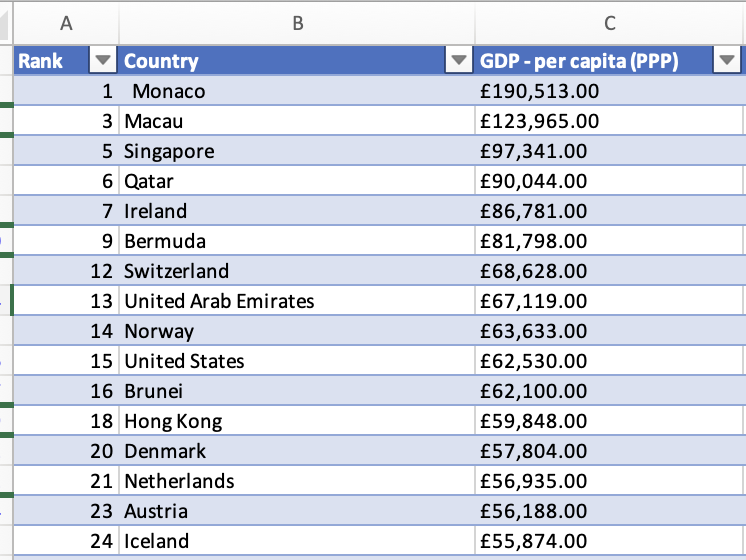 A B C
Rank Country GDP - per capita (PPP)
1 Monaco £190,513.00
3 Macau £123,965.00
5 Singapore £97,341.00
6 Qatar £90,044.00
7 Ireland £86,781.00
9 Bermuda £81,798.00
12 Switzerland £68,628.00
13 United Arab Emirates £67,119.00
14 Norway £63,633.00
15 United States £62,530.00
16 Brunei £62,100.00
18 Hong Kong £59,848.00
20 Denmark £57,804.00
21 Netherlands £56,935.00
23 Austria £56,188.00
24 Iceland £55,874.00